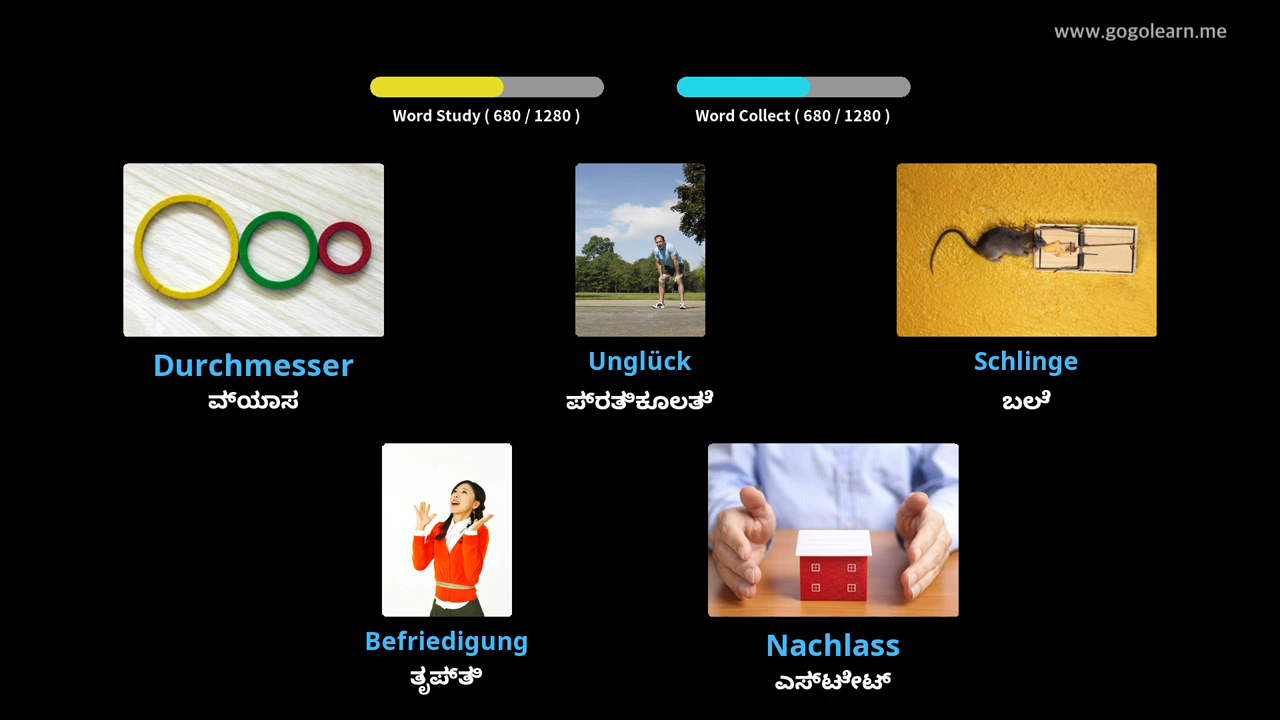 www.gogolearn.me
Word Study ( 680 / 1280 )
Word Collect ( 680 / 1280 )
Durchmesser
ವ್ಯಾಸ
Unglück
ಪ್ರತಿಕೂಲತೆ
Schlinge
ಬಲೆ
Befriedigung
ತೃಪ್ತಿ
Nachlass
ಎಸ್ಟೇಟ್